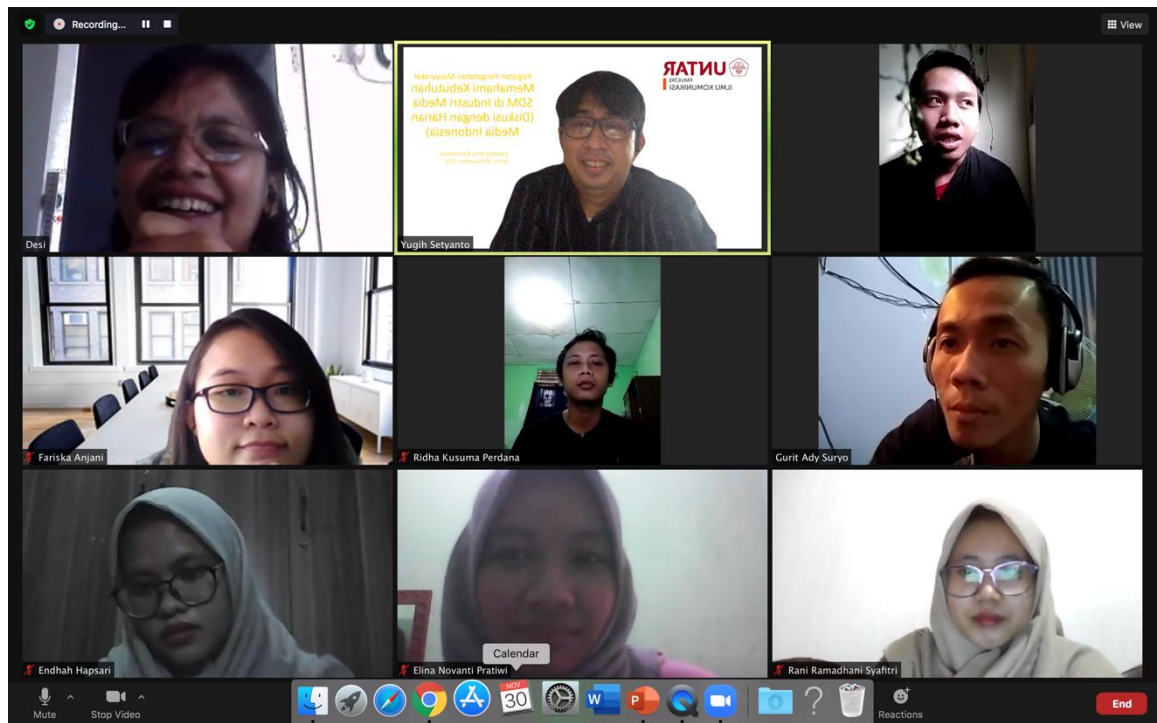 Recording...
View
Kegiatan Pengabdian Masyarakat
Memahami Kebutuhan
SDM di Industri Media
(Diskusi dengan Harian
Media Indonesia)
UNTAR
FAKULTAS
ILMU KOMUNIKASI
Desi
Yugih Setyanto
Fariska Anjani
Ridha Kusuma Perdana
Gurit Ady Suryo
Endhah Hapsari
Elina Novanti Pratiwi
Rani Ramadhani Syafitri
Calendar
NOV
30
W
P
Mute
Stop Video
Reactions
End